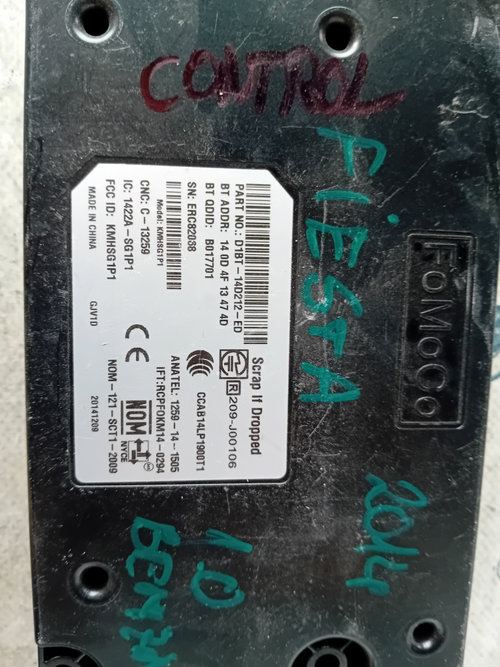 CONTROL
FIESTA
2014
1.0
FoMoCo
PART NO.: D1BT-14D212-ED
BT ADDR: 14 0D 4F 13 47 4D
BT QDID: B017701
SN: ERC82038
Model: KMHSG1P1
CNC: C-13259
IC: 1422A-SG1P1
FCC ID: KMHSG1P1
MADE IN CHINA
GJV1D
Scrap If Dropped
R 209-J00106
CCAB14LP1900T1
ANATEL: 1259-14-1505
IFT:RCPFOKM14-0294
CE
NOM
NYCE
NOM-121-SCT1-2009
20141209